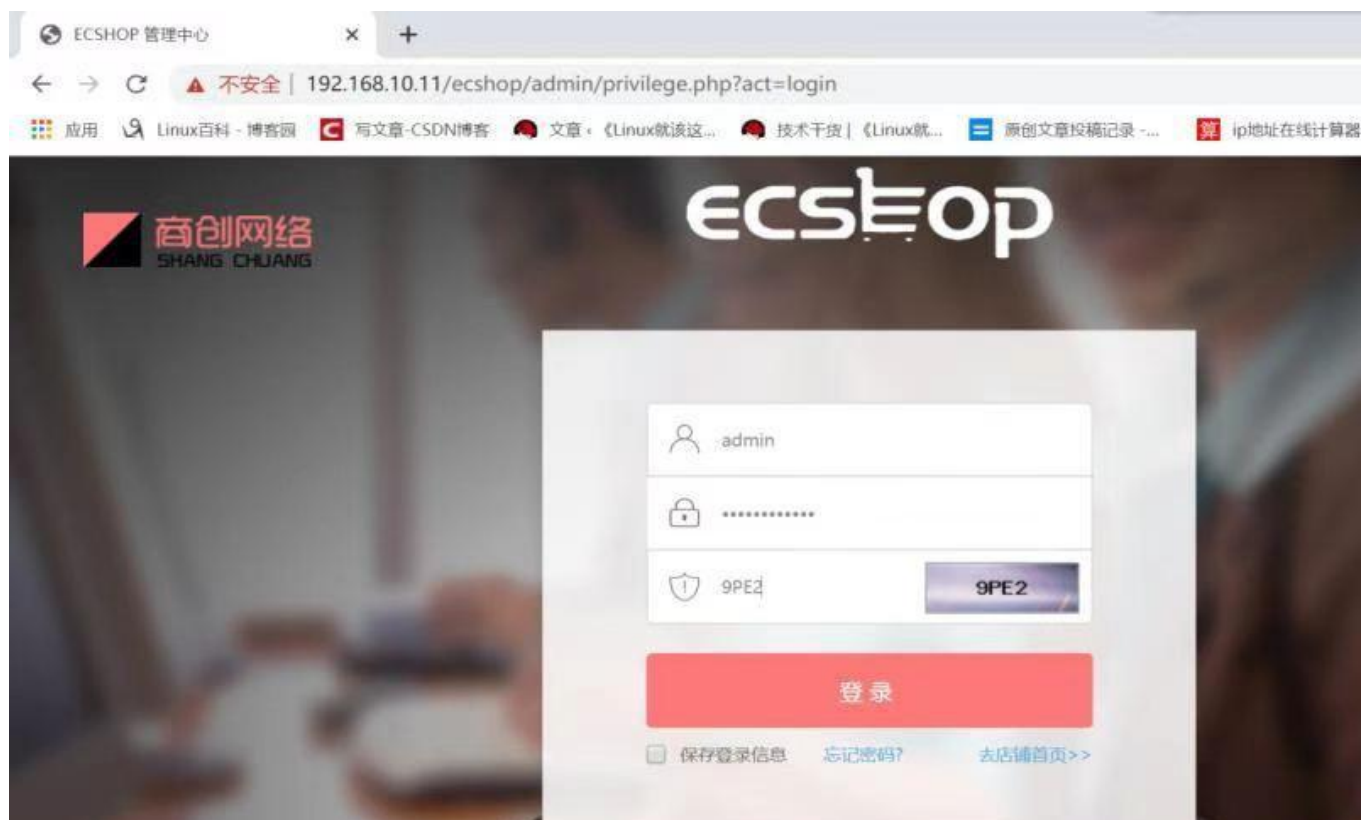 ECSHOP 管理中心
不安全 | 192.168.10.11/ecshop/admin/privilege.php?act=login
应用 Linux百科 - 博客园 写文章-CSDN博客 文章 ‹ 《Linux就该这... 技术干货 | 《Linux就... 原创文章投稿记录 -... 算 ip地址在线计算器
商创网络
SHANG CHUANG
ecshop
admin
••••••••••••
9PE2 9PE2
登 录
保存登录信息 忘记密码? 去店铺首页>>